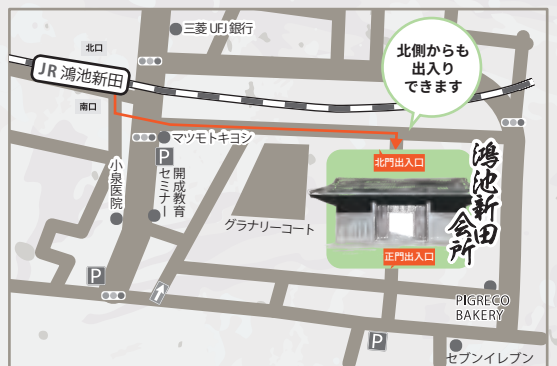 三菱UFJ銀行
北口
JR 鴻池新田
南口
北側からも
出入り
できます
マツモトキヨシ
P
開成教育
セミナー
小泉医院
グラナリーコート
北門出入口
鴻池新田
会所
正門出入口
P
PIGRECO
BAKERY
P
セブンイレブン